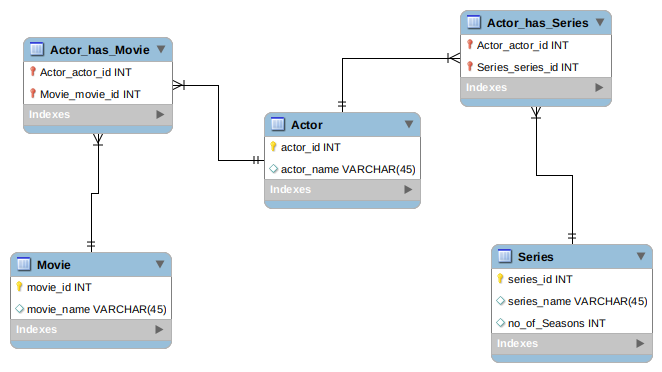 Actor_has_Movie
Actor_actor_id INT
Movie_movie_id INT
Indexes
Actor_has_Series
Actor_actor_id INT
Series_series_id INT
Indexes
Actor
actor_id INT
actor_name VARCHAR(45)
Indexes
Movie
movie_id INT
movie_name VARCHAR(45)
Indexes
Series
series_id INT
series_name VARCHAR(45)
no_of_Seasons INT
Indexes